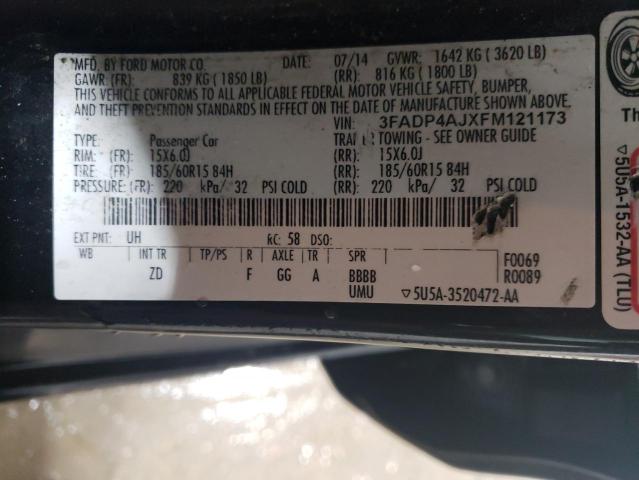 MFD. BY FORD MOTOR CO. DATE: 07/14 GVWR: 1642 KG ( 3620 LB)
GAWR: (FR): 839 KG ( 1850 LB) (RR): 816 KG ( 1800 LB)
THIS VEHICLE CONFORMS TO ALL APPLICABLE FEDERAL MOTOR VEHICLE SAFETY, BUMPER,
AND THEFT PREVENTION STANDARDS IN EFFECT ON THE DATE OF MANUFACTURE SHOWN ABOVE.
VIN: 3FADP4AJXFM121173
TYPE: Passenger Car TRAILER TOWING - SEE OWNER GUIDE
RIM: (FR): 15X6.0J (RR): 15X6.0J
TIRE: (FR): 185/60R15 84H (RR): 185/60R15 84H
PRESSURE: (FR): 220 kPa/ 32 PSI COLD (RR): 220 kPa/ 32 PSI COLD
EXT PNT: UH RC: 58 DSO:
WB INT TR TP/PS R AXLE TR SPR F0069
ZD F GG A BBBB R0089
UMU ▽5U5A-3520472-AA
Th
▽5U5A-1532-AA (TLU)